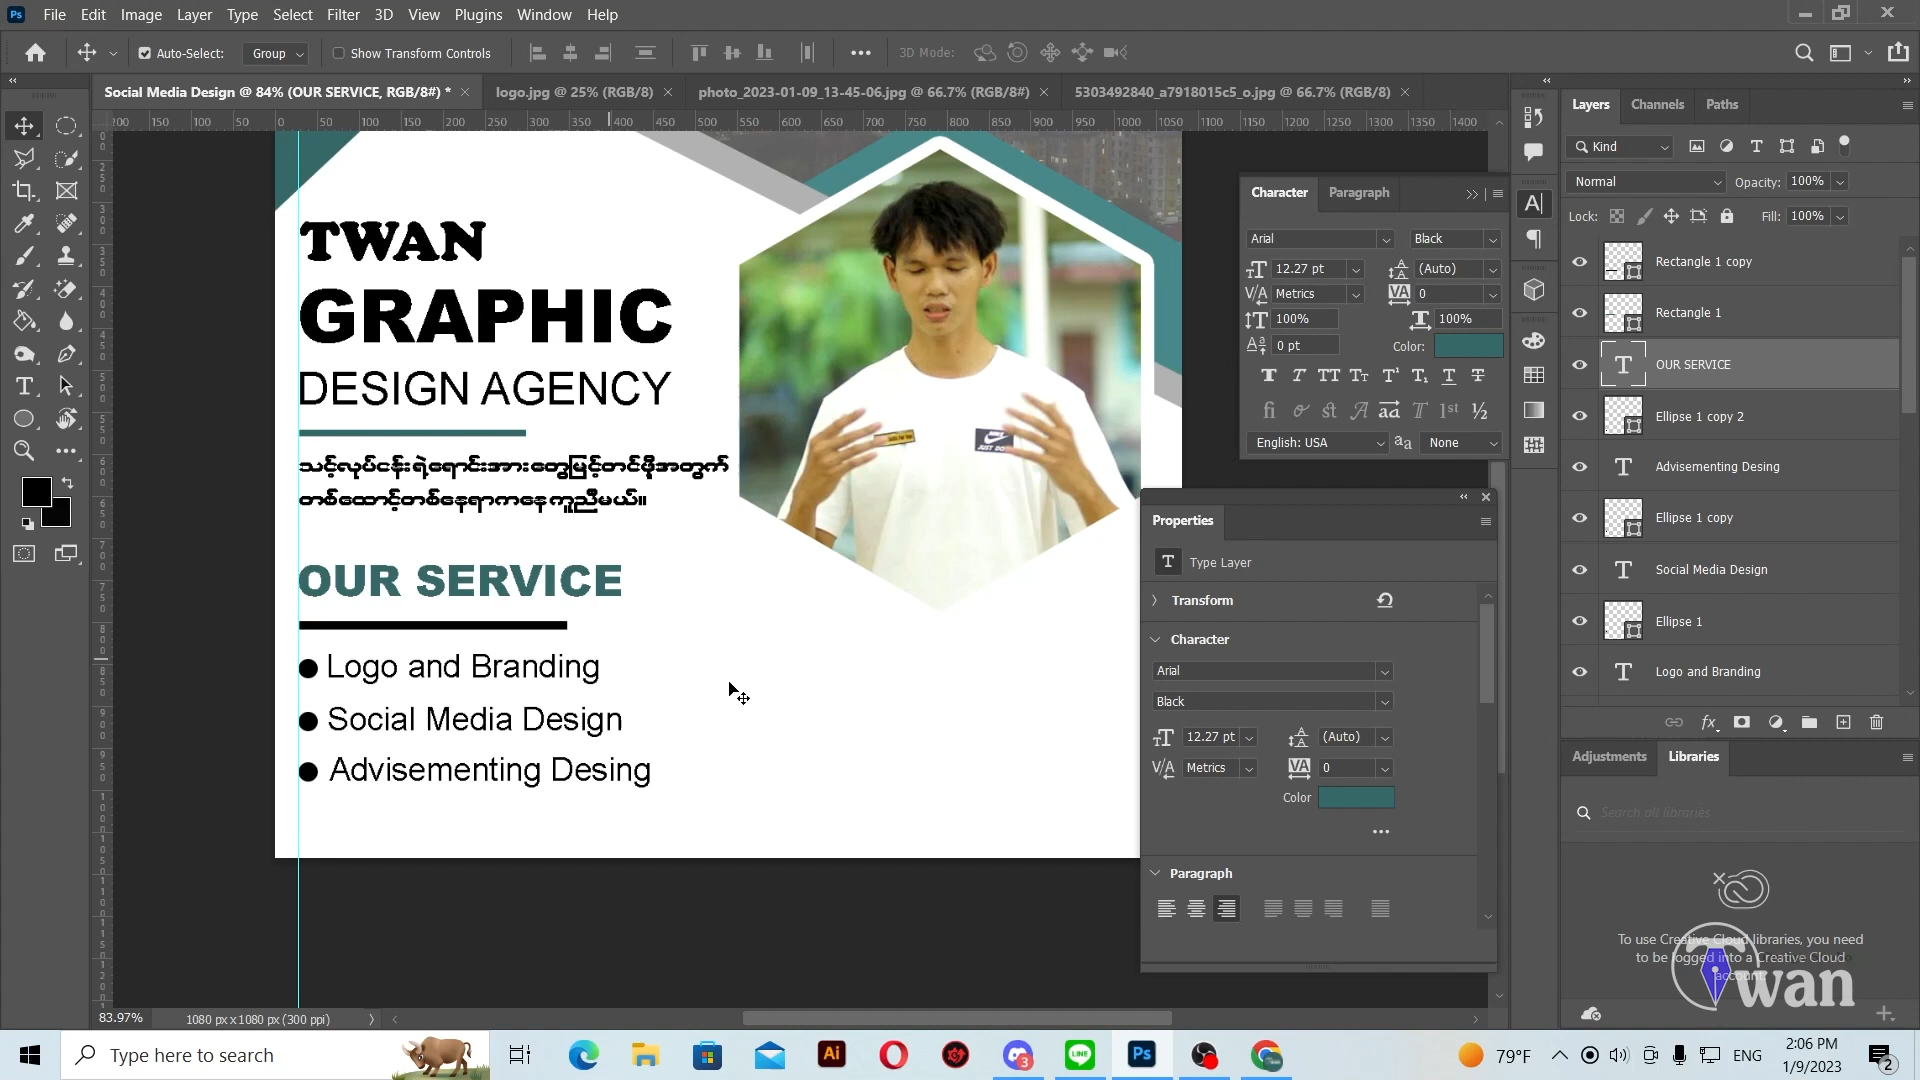 File Edit Image Layer Type Select Filter 3D View Plugins Window Help
Auto-Select: Group Show Transform Controls 3D Mode:
Social Media Design @ 84% (OUR SERVICE, RGB/8#) *
logo.jpg @ 25% (RGB/8)
photo_2023-01-09_13-45-06.jpg @ 66.7% (RGB/8#)
5303492840_a7918015c5_o.jpg @ 66.7% (RGB/8)
TWAN
GRAPHIC
DESIGN AGENCY
သင့်လုပ်ငန်းရဲ့ရောင်းအားတွေမြင့်တင်ဖို့အတွက်
တစ်ထောင့်တစ်နေရာကနေကူညီမယ်။
OUR SERVICE
Logo and Branding
Social Media Design
Advisementing Desing
JUST DO
Character Paragraph
Arial Black
12.27 pt (Auto)
Metrics 0
100% 100%
0 pt Color:
English: USA None
Properties
Type Layer
Transform
Character
Arial
Black
12.27 pt (Auto)
Metrics 0
Color
Paragraph
Layers Channels Paths
Kind
Normal Opacity: 100%
Lock: Fill: 100%
Rectangle 1 copy
Rectangle 1
OUR SERVICE
Ellipse 1 copy 2
Advisementing Desing
Ellipse 1 copy
Social Media Design
Ellipse 1
Logo and Branding
Adjustments Libraries
Search all libraries
To use Creative Cloud libraries, you need
to be logged into a Creative Cloud
account
Twan
83.97% 1080 px x 1080 px (300 ppi)
Type here to search
79°F ENG
2:06 PM
1/9/2023